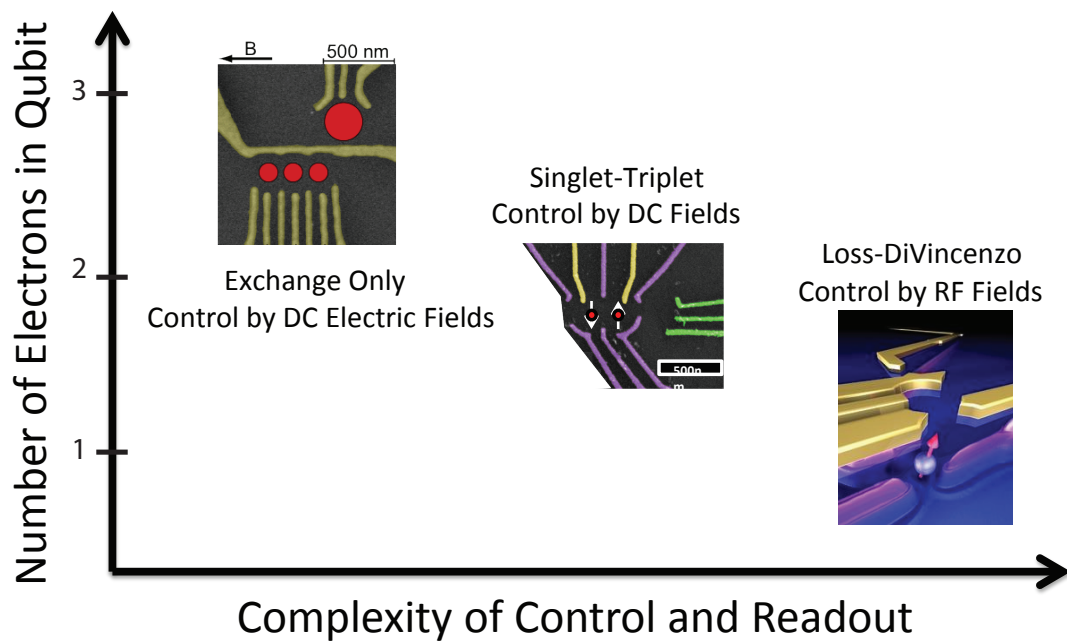 Number of Electrons in Qubit
3
2
1
B
500 nm
Exchange Only
Control by DC Electric Fields
Singlet-Triplet
Control by DC Fields
500n
m
Loss-DiVincenzo
Control by RF Fields
Complexity of Control and Readout